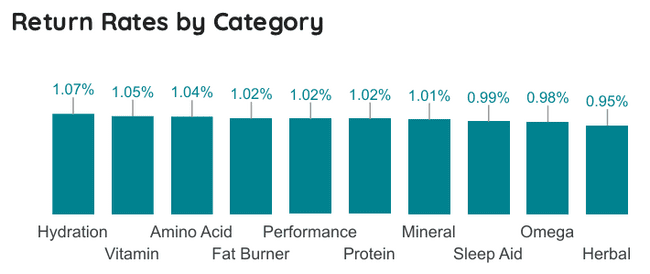 Return Rates by Category
1.07% 1.05% 1.04% 1.02% 1.02% 1.02% 1.01% 0.99% 0.98% 0.95%
Hydration Amino Acid Performance Mineral Omega
Vitamin Fat Burner Protein Sleep Aid Herbal